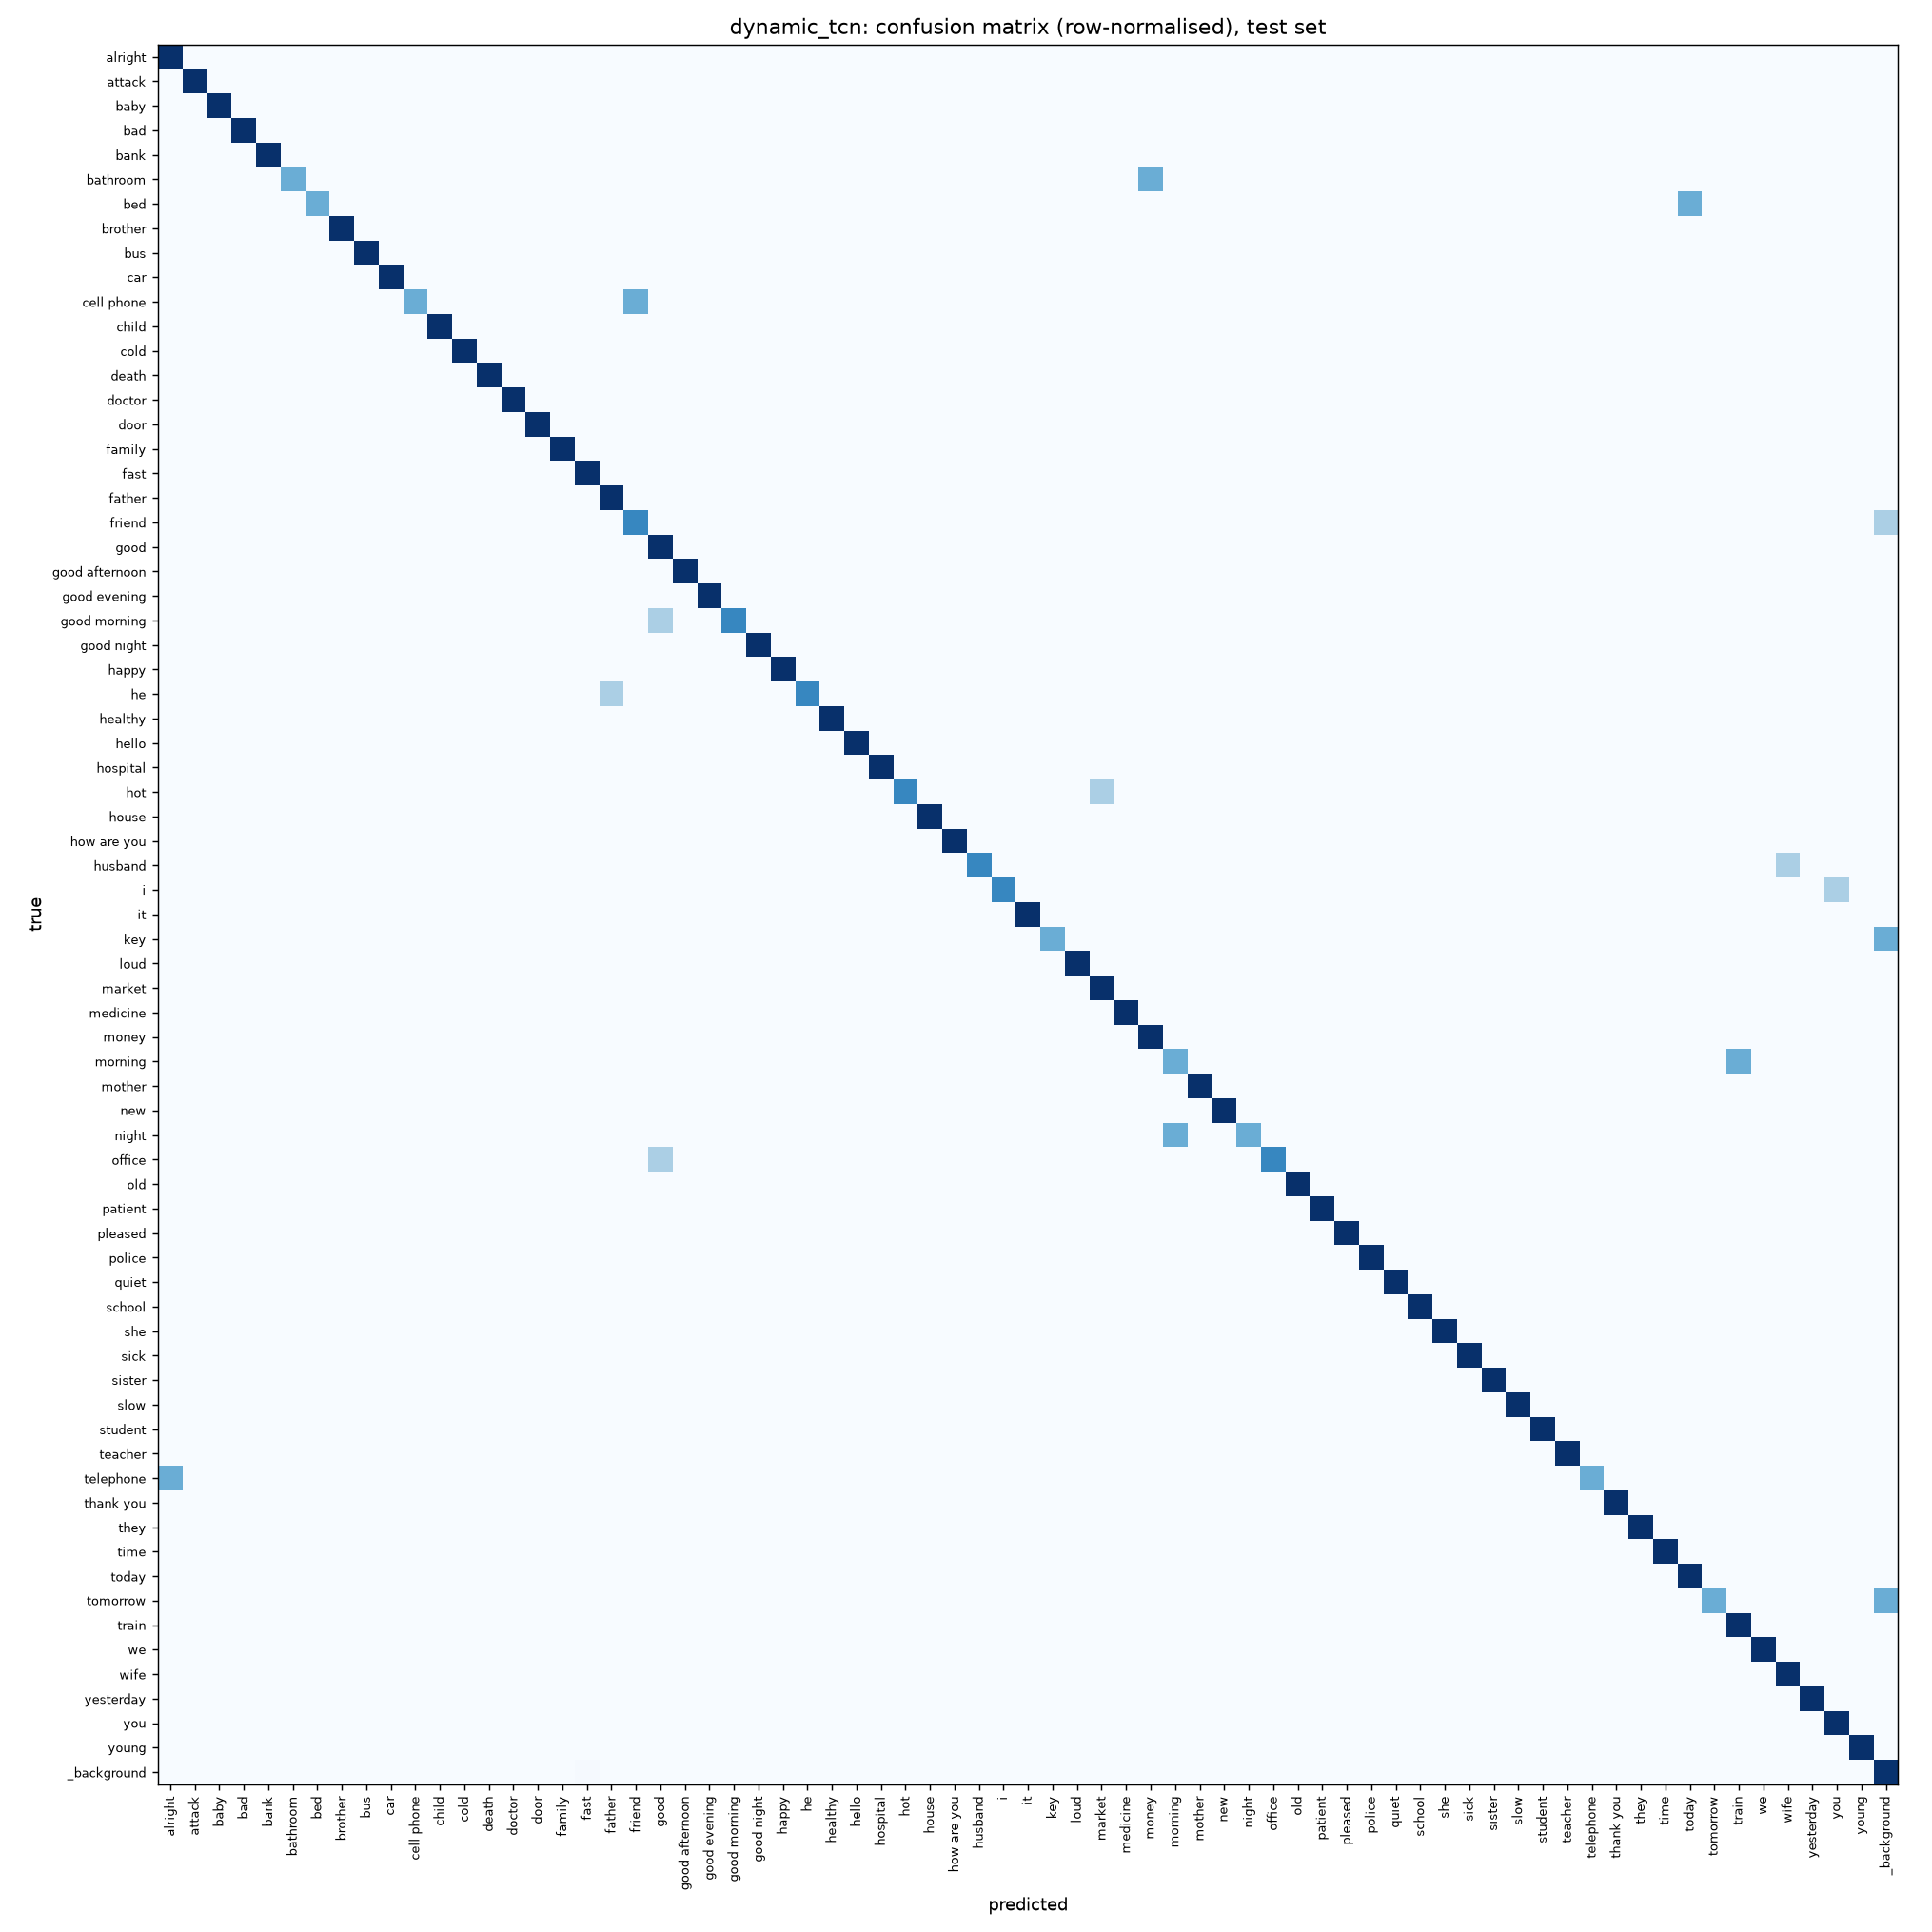 dynamic_tcn: confusion matrix (row-normalised), test set
alright
attack
baby
bad
bank
bathroom
bed
brother
bus
car
cell phone
child
cold
death
doctor
door
family
fast
father
friend
good
good afternoon
good evening
good morning
good night
happy
he
healthy
hello
hospital
hot
house
how are you
husband
i
it
key
loud
market
medicine
money
morning
mother
new
night
office
old
patient
pleased
police
quiet
school
she
sick
sister
slow
student
teacher
telephone
thank you
they
time
today
tomorrow
train
we
wife
yesterday
you
young
_background
true
alright
attack
baby
bad
bank
bathroom
bed
brother
bus
car
cell phone
child
cold
death
doctor
door
family
fast
father
friend
good
good afternoon
good evening
good morning
good night
happy
he
healthy
hello
hospital
hot
house
how are you
husband
i
it
key
loud
market
medicine
money
morning
mother
new
night
office
old
patient
pleased
police
quiet
school
she
sick
sister
slow
student
teacher
telephone
thank you
they
time
today
tomorrow
train
we
wife
yesterday
you
young
_background
predicted